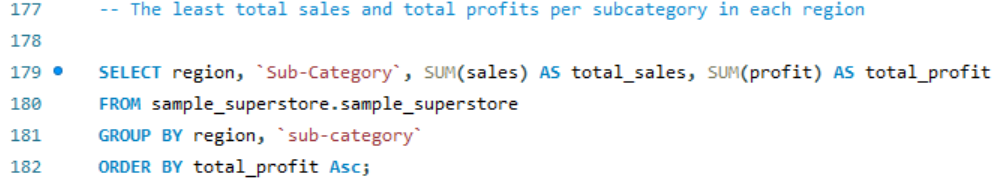 177 -- The least total sales and total profits per subcategory in each region
178
179 SELECT region, `Sub-Category`, SUM(sales) AS total_sales, SUM(profit) AS total_profit
180 FROM sample_superstore.sample_superstore
181 GROUP BY region, `sub-category`
182 ORDER BY total_profit Asc;